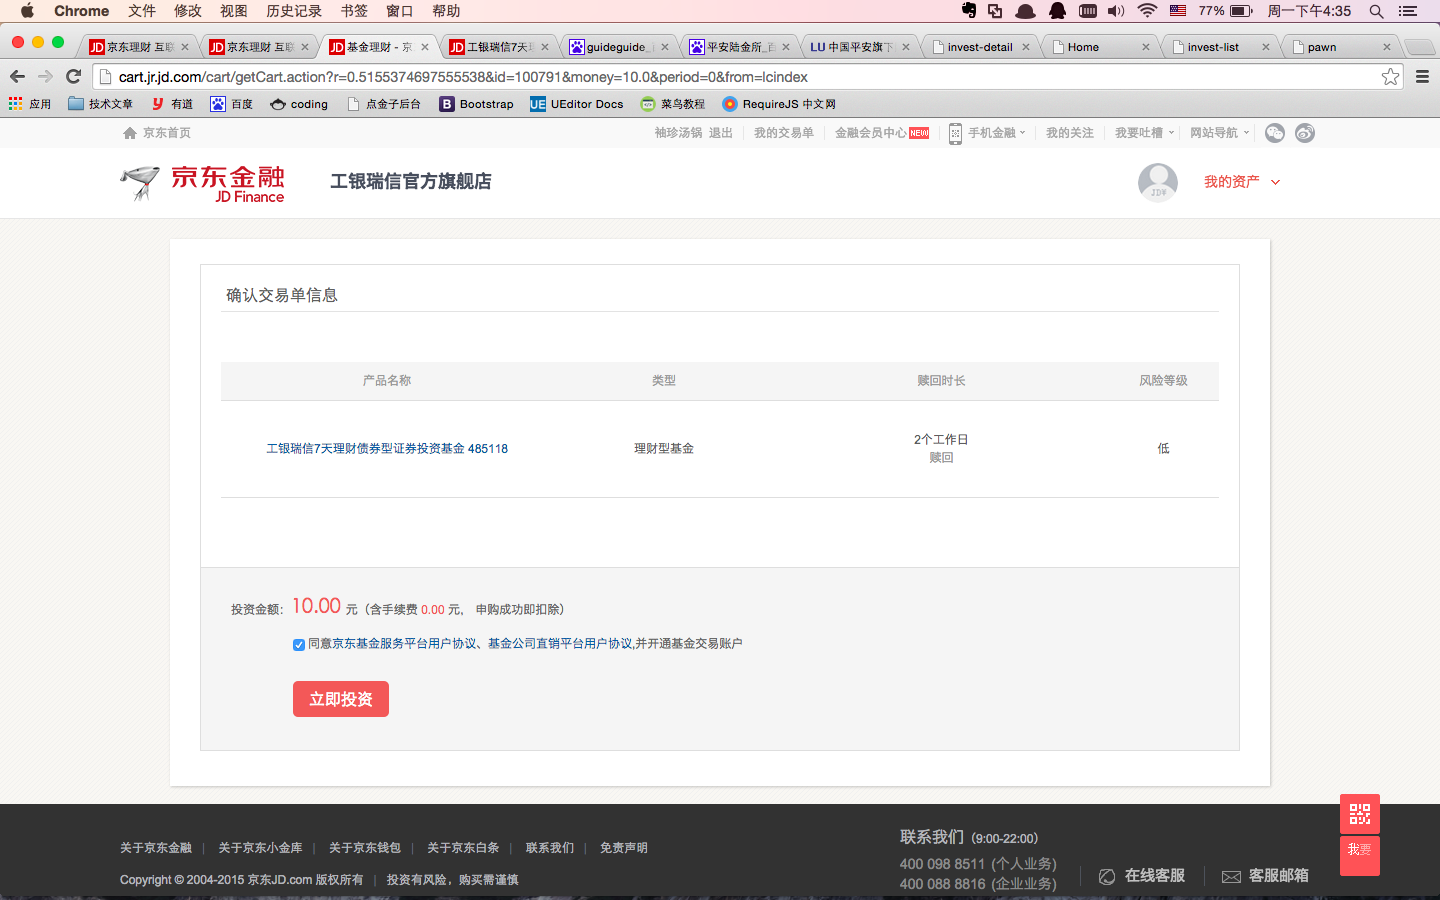 Chrome 文件 修改 视图 历史记录 书签 窗口 帮助 77% 周一下午4:35
JD 京东理财 互联 JD 京东理财 互联 JD 基金理财 - 京 JD 工银瑞信7天理 guideguide_ 平安陆金所_百 LU 中国平安旗下 invest-detail Home invest-list pawn
cart.jr.jd.com/cart/getCart.action?r=0.5155374697555538&id=100791&money=10.0&period=0&from=lcindex
应用 技术文章 有道 百度 coding 点金子后台 B Bootstrap UE UEditor Docs 菜鸟教程 RequireJS 中文网
京东首页 袖珍汤锅 退出 我的交易单 金融会员中心 NEW 手机金融 我的关注 我要吐槽 网站导航
京东金融
JD Finance
工银瑞信官方旗舰店
JD¥
我的资产
确认交易单信息
产品名称 类型 赎回时长 风险等级
工银瑞信7天理财债券型证券投资基金 485118 理财型基金 2个工作日 低
赎回
投资金额: 10.00 元（含手续费 0.00 元， 申购成功即扣除）
同意京东基金服务平台用户协议、基金公司直销平台用户协议,并开通基金交易账户
立即投资
我要
关于京东金融 | 关于京东小金库 | 关于京东钱包 | 关于京东白条 | 联系我们 | 免责声明
Copyright © 2004-2015 京东JD.com 版权所有 | 投资有风险，购买需谨慎
联系我们（9:00-22:00）
400 098 8511 (个人业务)
400 088 8816 (企业业务)
在线客服
客服邮箱